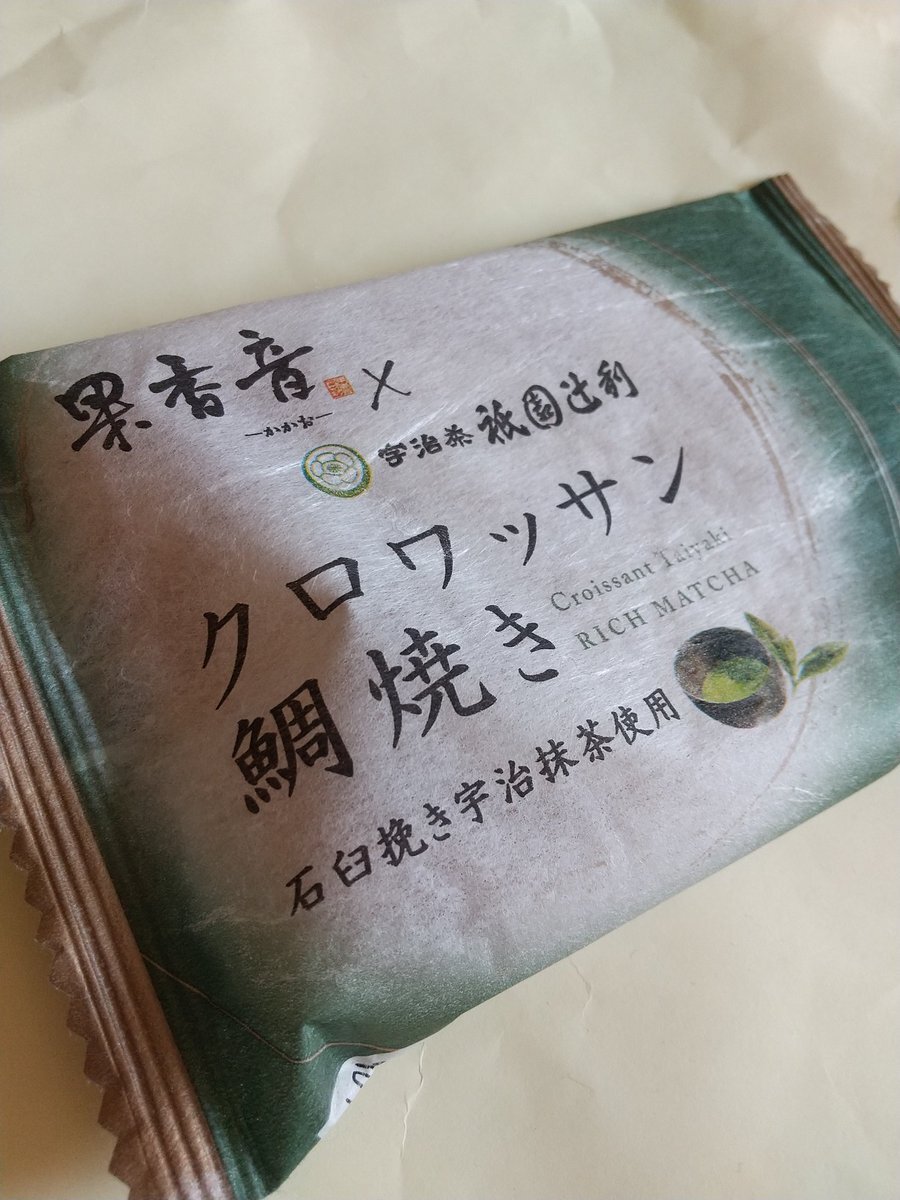 果香音 ×
―かかお―
宇治茶 祇園辻利
クロワッサン
鯛焼き
Croissant Taiyaki
RICH MATCHA
石臼挽き宇治抹茶使用